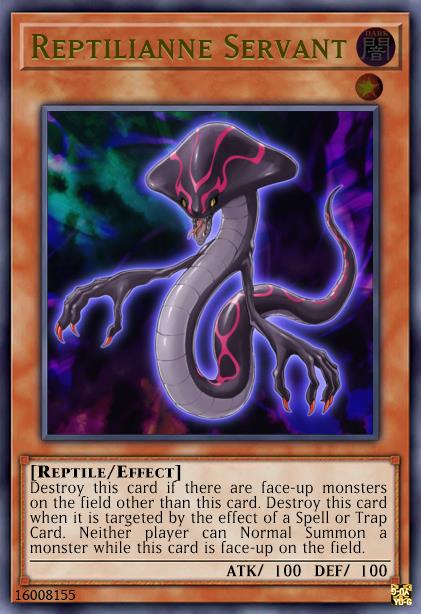 Reptilianne Servant
DARK
闇
[Reptile/Effect]
Destroy this card if there are face-up monsters
on the field other than this card. Destroy this card
when it is targeted by the effect of a Spell or Trap
Card. Neither player can Normal Summon a
monster while this card is face-up on the field.
ATK/ 100 DEF/ 100
16008155